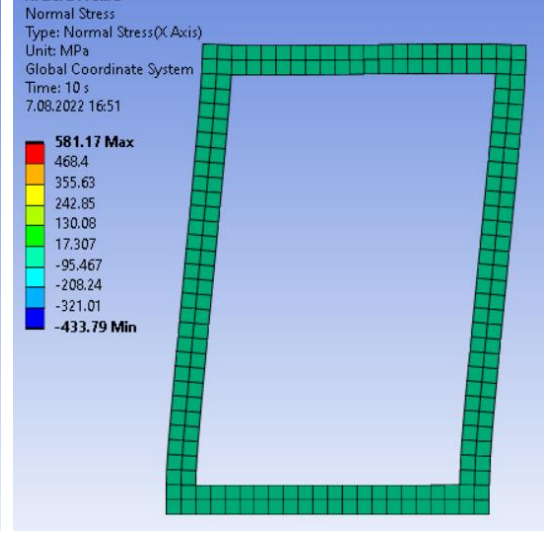 Normal Stress
Type: Normal Stress(X Axis)
Unit: MPa
Global Coordinate System
Time: 10 s
7.08.2022 16:51
581.17 Max
468.4
355.63
242.85
130.08
17.307
-95.467
-208.24
-321.01
-433.79 Min